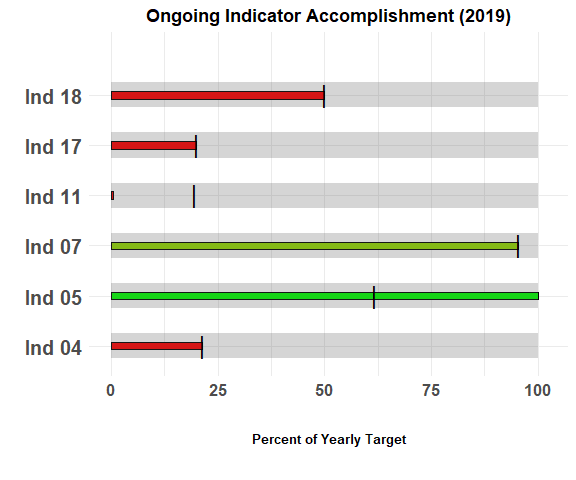 Ongoing Indicator Accomplishment (2019)
Ind 18
Ind 17
Ind 11
Ind 07
Ind 05
Ind 04
0 25 50 75 100
Percent of Yearly Target